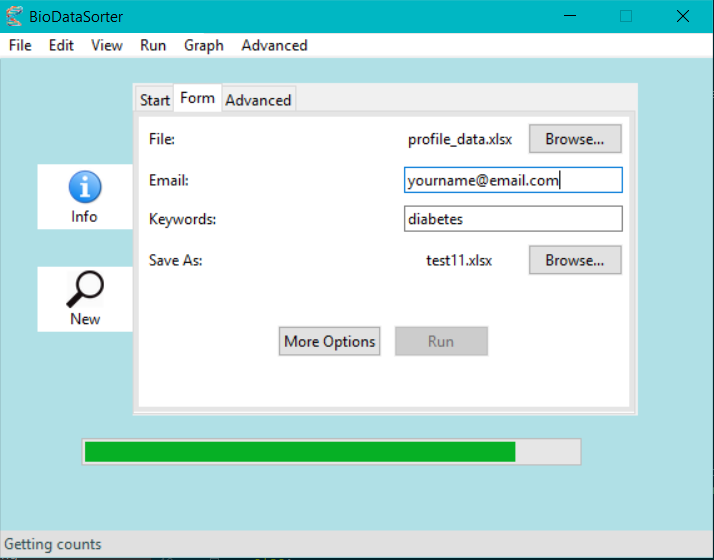 BioDataSorter
File Edit View Run Graph Advanced
Start Form Advanced
File: profile_data.xlsx Browse...
Email: yourname@email.com
Info
Keywords: diabetes
Save As: test11.xlsx Browse...
New
More Options Run
Getting counts